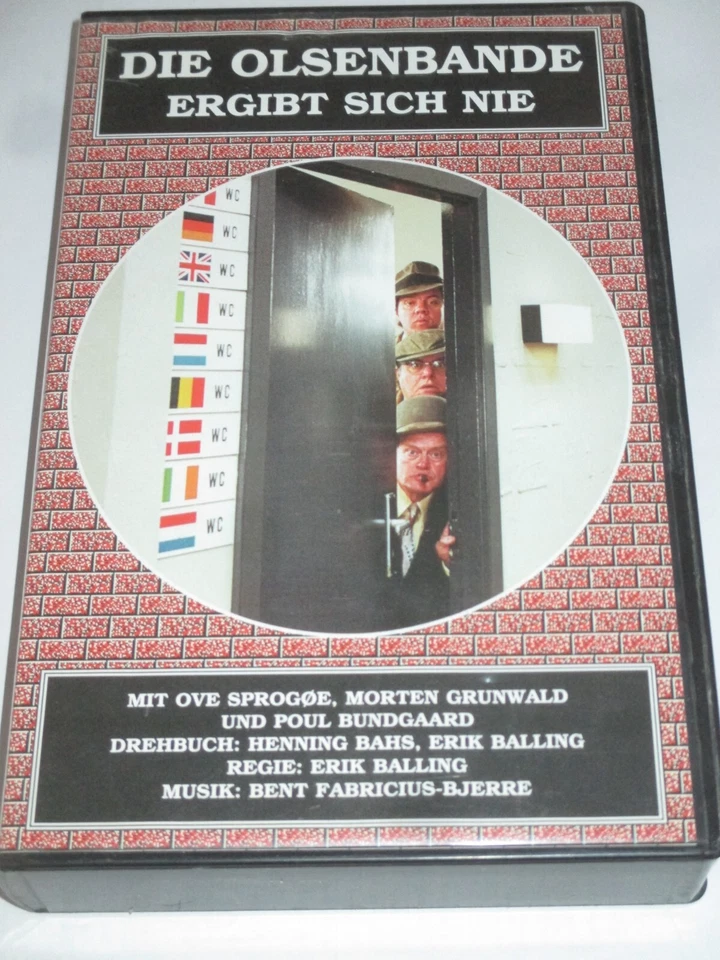 DIE OLSENBANDE
ERGIBT SICH NIE
WC
WC
WC
WC
WC
WC
WC
WC
WC
MIT OVE SPROGØE, MORTEN GRUNWALD
UND POUL BUNDGAARD
DREHBUCH: HENNING BAHS, ERIK BALLING
REGIE: ERIK BALLING
MUSIK: BENT FABRICIUS-BJERRE